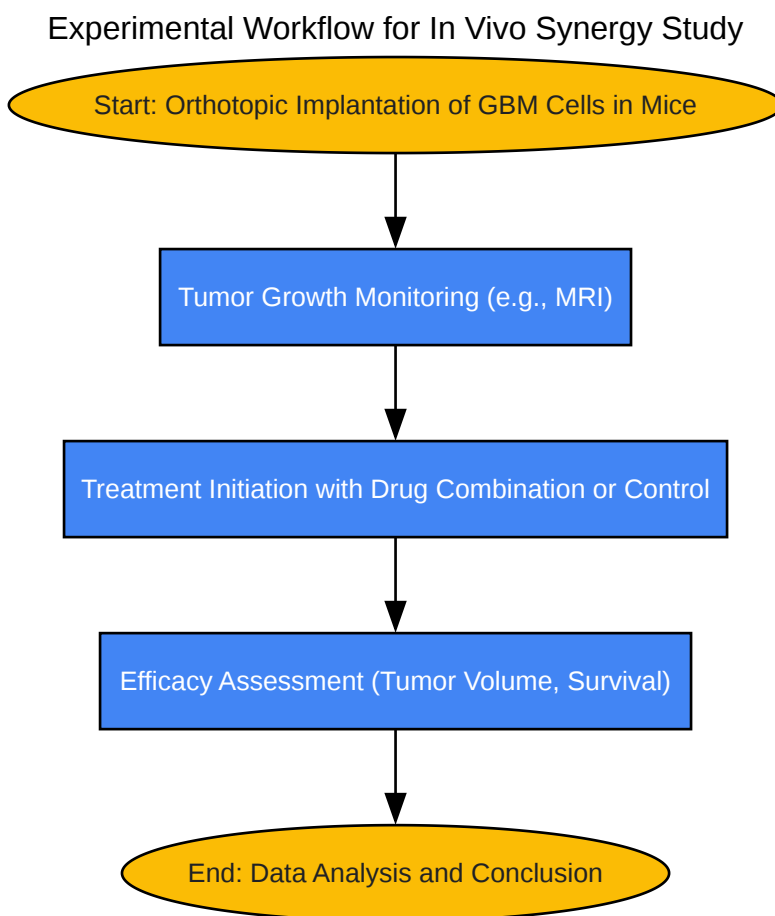 Experimental Workflow for In Vivo Synergy Study
Start: Orthotopic Implantation of GBM Cells in Mice
Tumor Growth Monitoring (e.g., MRI)
Treatment Initiation with Drug Combination or Control
Efficacy Assessment (Tumor Volume, Survival)
End: Data Analysis and Conclusion